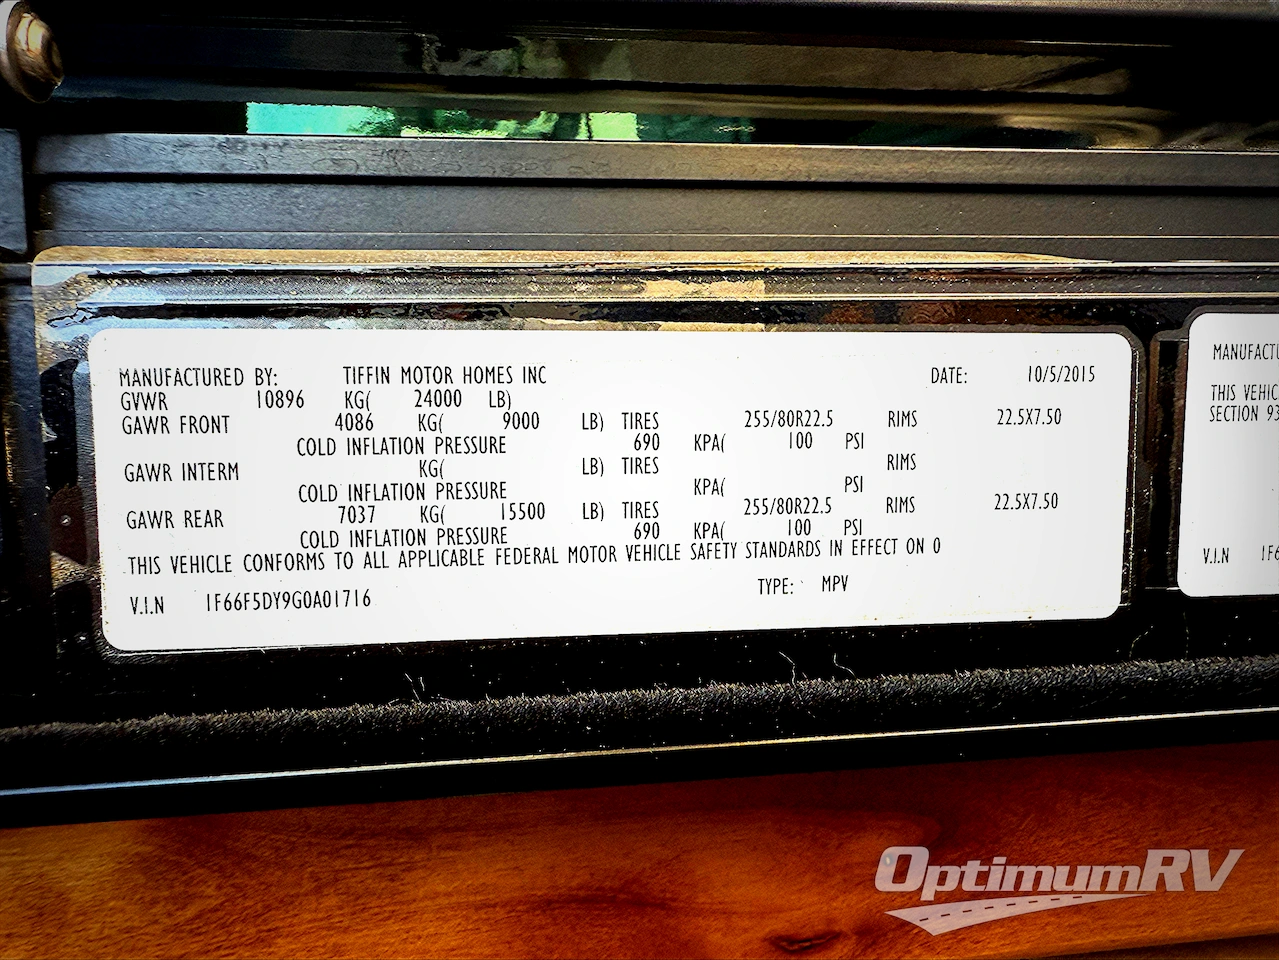 MANUFACTURED BY: TIFFIN MOTOR HOMES INC DATE: 10/5/2015
GVWR 10896 KG( 24000 LB)
GAWR FRONT 4086 KG( 9000 LB) TIRES 255/80R22.5 RIMS 22.5X7.50
COLD INFLATION PRESSURE 690 KPA( 100 PSI
GAWR INTERM KG( LB) TIRES RIMS
COLD INFLATION PRESSURE KPA( PSI
GAWR REAR 7037 KG( 15500 LB) TIRES 255/80R22.5 RIMS 22.5X7.50
COLD INFLATION PRESSURE 690 KPA( 100 PSI
THIS VEHICLE CONFORMS TO ALL APPLICABLE FEDERAL MOTOR VEHICLE SAFETY STANDARDS IN EFFECT ON 0
TYPE: MPV
V.I.N 1F66F5DY9G0A01716
MANUFACTU
THIS VEHIC
SECTION 93
V.I.N 1F6
OptimumRV